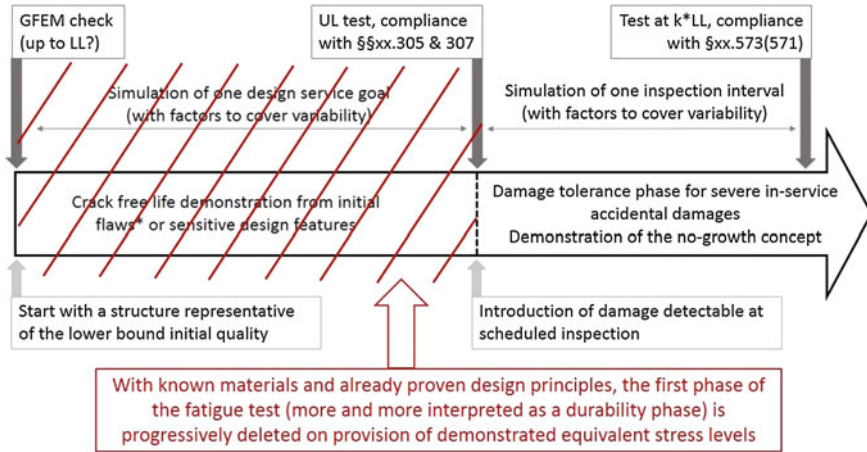 GFEM check
(up to LL?)
UL test, compliance
with §§xx.305 & 307
Test at k*LL, compliance
with §xx.573(571)
Simulation of one design service goal
(with factors to cover variability)
Simulation of one inspection interval
(with factors to cover variability)
Crack free life demonstration from initial
flaws* or sensitive design features
Damage tolerance phase for severe in-service
accidental damages
Demonstration of the no-growth concept
Start with a structure representative
of the lower bound initial quality
Introduction of damage detectable at
scheduled inspection
With known materials and already proven design principles, the first phase of
the fatigue test (more and more interpreted as a durability phase) is
progressively deleted on provision of demonstrated equivalent stress levels